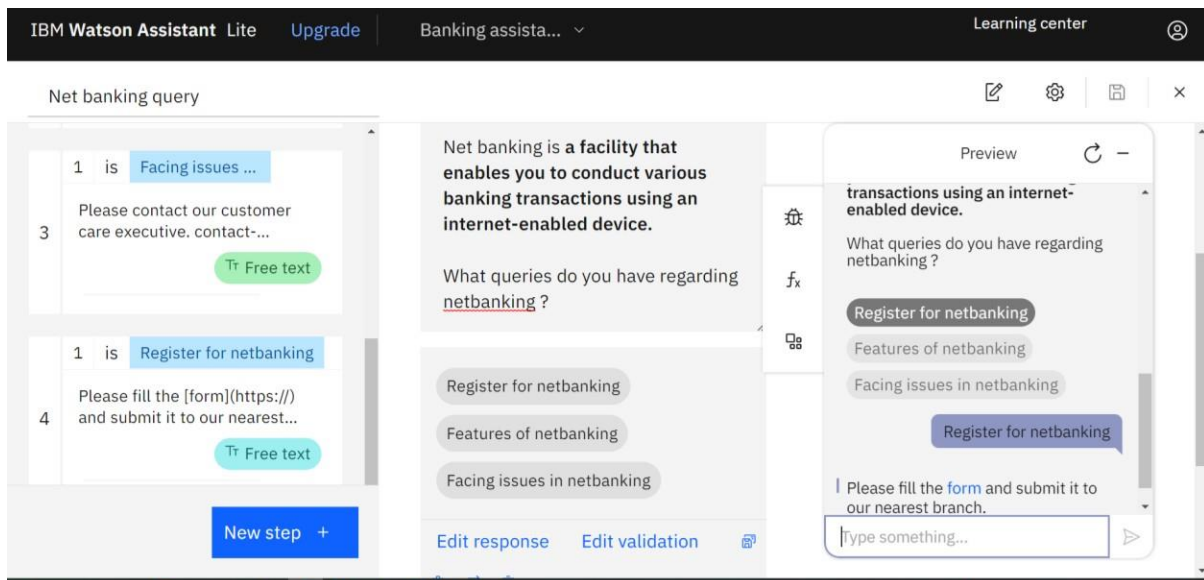 IBM Watson Assistant Lite Upgrade Banking assista... Learning center
Net banking query
1 is Facing issues ...
3
Please contact our customer
care executive. contact-...
Tт Free text
1 is Register for netbanking
4
Please fill the [form](https://)
and submit it to our nearest...
Tт Free text
New step +
Net banking is a facility that
enables you to conduct various
banking transactions using an
internet-enabled device.
What queries do you have regarding
netbanking ?
Register for netbanking
Features of netbanking
Facing issues in netbanking
Edit response Edit validation
fx
Preview
transactions using an internet-
enabled device.
What queries do you have regarding
netbanking ?
Register for netbanking
Features of netbanking
Facing issues in netbanking
Register for netbanking
Please fill the form and submit it to
our nearest branch.
Type something...